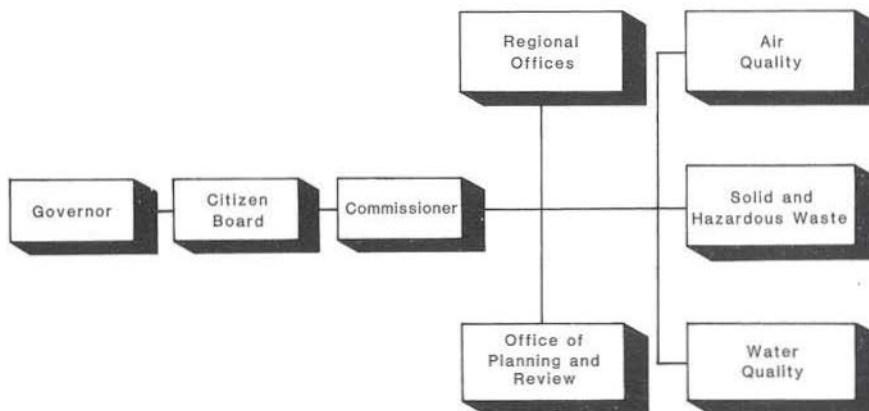 Governor
Citizen
Board
Commissioner
Regional
Offices
Office of
Planning and
Review
Air
Quality
Solid and
Hazardous Waste
Water
Quality